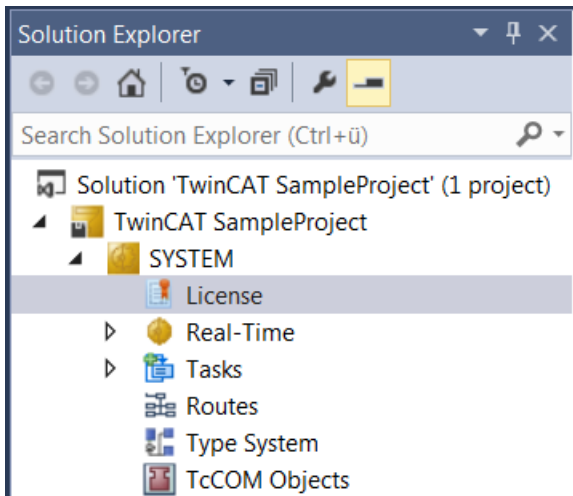 Solution Explorer
Search Solution Explorer (Ctrl+ü)
Solution 'TwinCAT SampleProject' (1 project)
TwinCAT SampleProject
SYSTEM
License
Real-Time
Tasks
Routes
Type System
TcCOM Objects